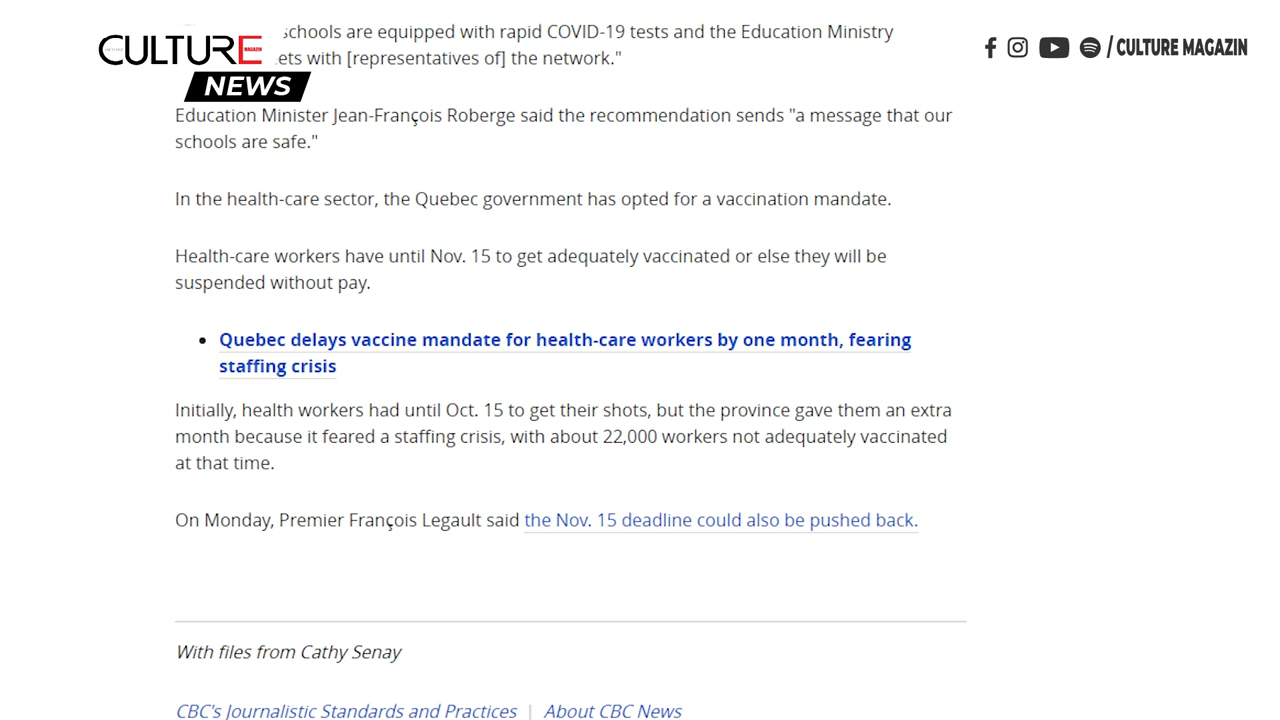 schools are equipped with rapid COVID-19 tests and the Education Ministry
CULTURE
MAGAZIN
/ CULTURE MAGAZIN
with [representatives of] the network."
NEWS
Education Minister Jean-François Roberge said the recommendation sends "a message that our
schools are safe."
In the health-care sector, the Quebec government has opted for a vaccination mandate.
Health-care workers have until Nov. 15 to get adequately vaccinated or else they will be
suspended without pay.
• Quebec delays vaccine mandate for health-care workers by one month, fearing
staffing crisis
Initially, health workers had until Oct. 15 to get their shots, but the province gave them an extra
month because it feared a staffing crisis, with about 22,000 workers not adequately vaccinated
at that time.
On Monday, Premier François Legault said the Nov. 15 deadline could also be pushed back.
With files from Cathy Senay
CBC's Journalistic Standards and Practices | About CBC News